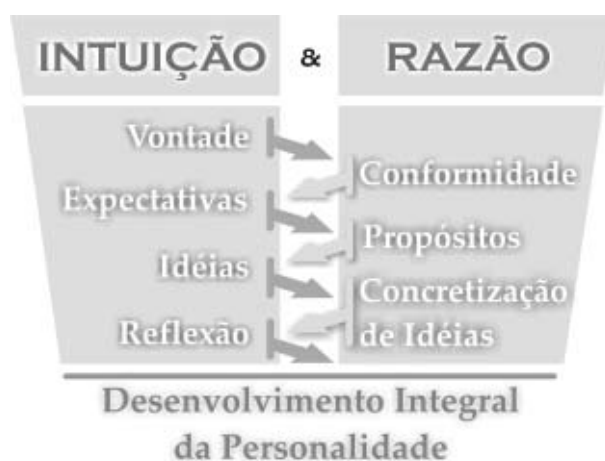 INTUIÇÃO & RAZÃO
Vontade
Conformidade
Expectativas
Propósitos
Idéias
Concretização
de Idéias
Reflexão
Desenvolvimento Integral
da Personalidade